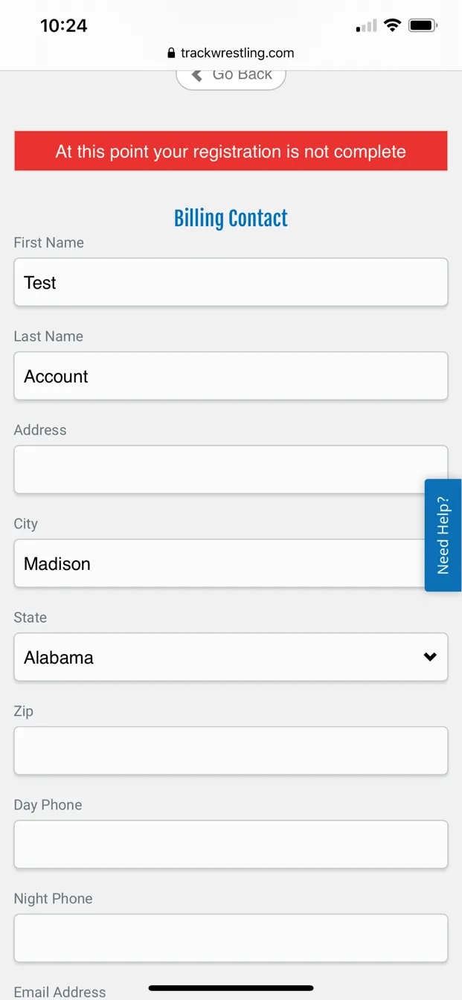 10:24
trackwrestling.com
Go Back
At this point your registration is not complete
Billing Contact
First Name
Test
Last Name
Account
Address
City
Madison
Need Help?
State
Alabama
Zip
Day Phone
Night Phone
Email Address